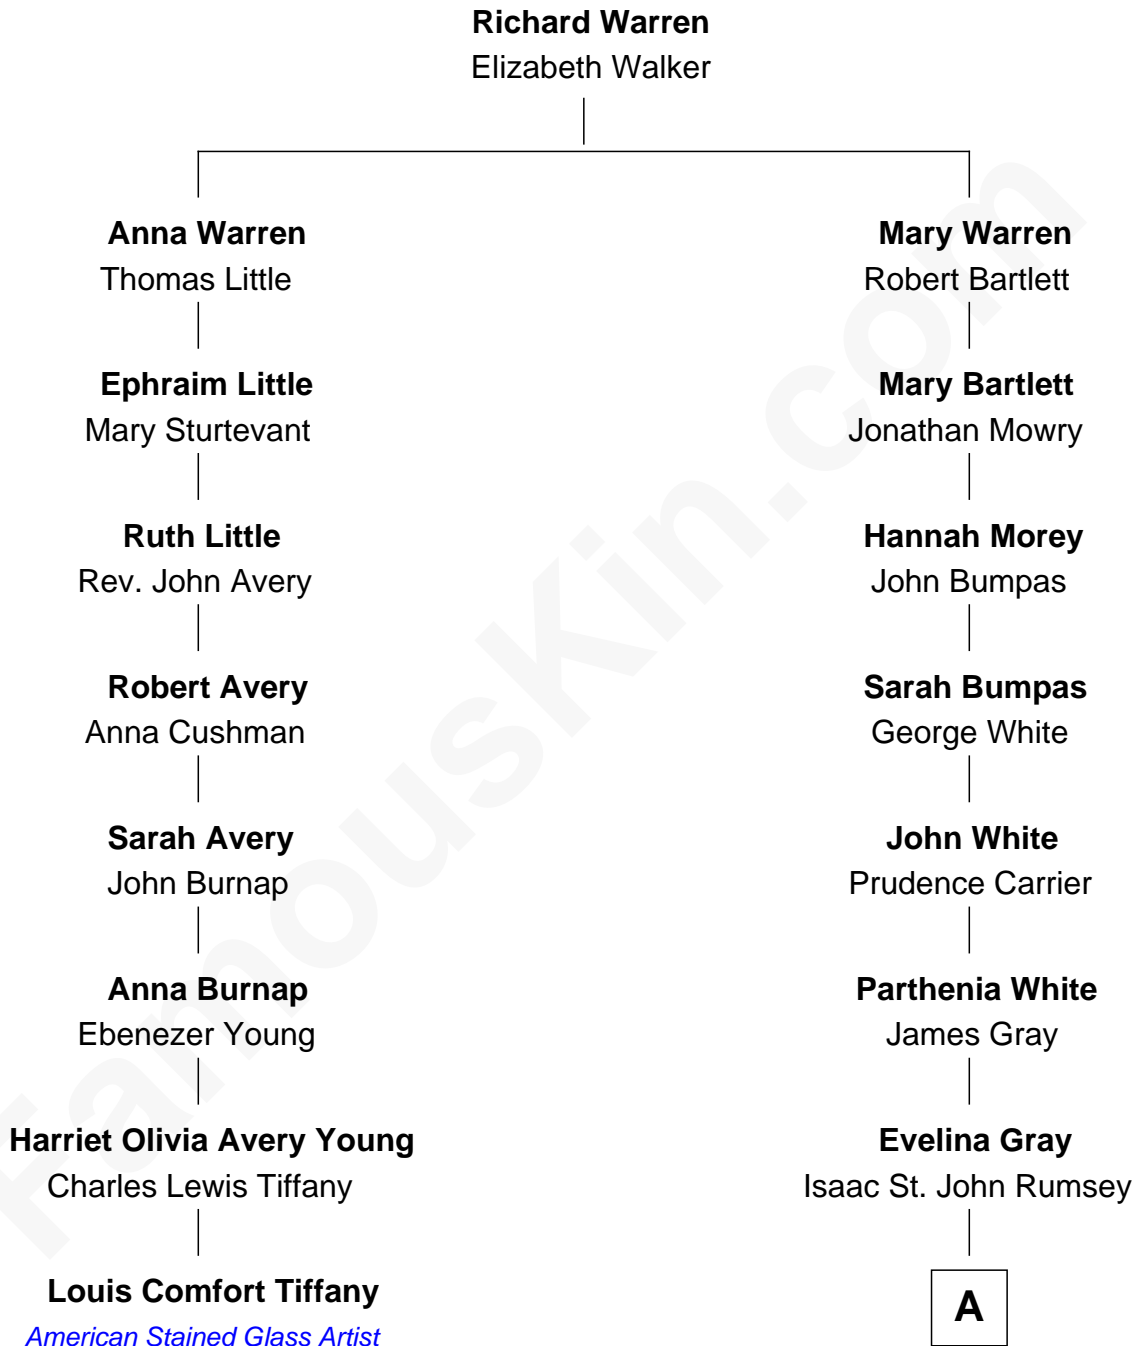 Richard Warren
Elizabeth Walker
Anna Warren
Thomas Little
Mary Warren
Robert Bartlett
Ephraim Little
Mary Sturtevant
Mary Bartlett
Jonathan Mowry
Ruth Little
Rev. John Avery
Hannah Morey
John Bumpas
Robert Avery
Anna Cushman
Sarah Bumpas
George White
Sarah Avery
John Burnap
John White
Prudence Carrier
Anna Burnap
Ebenezer Young
Parthenia White
James Gray
Harriet Olivia Avery Young
Charles Lewis Tiffany
Evelina Gray
Isaac St. John Rumsey
Louis Comfort Tiffany
American Stained Glass Artist
A
FamousKin.com